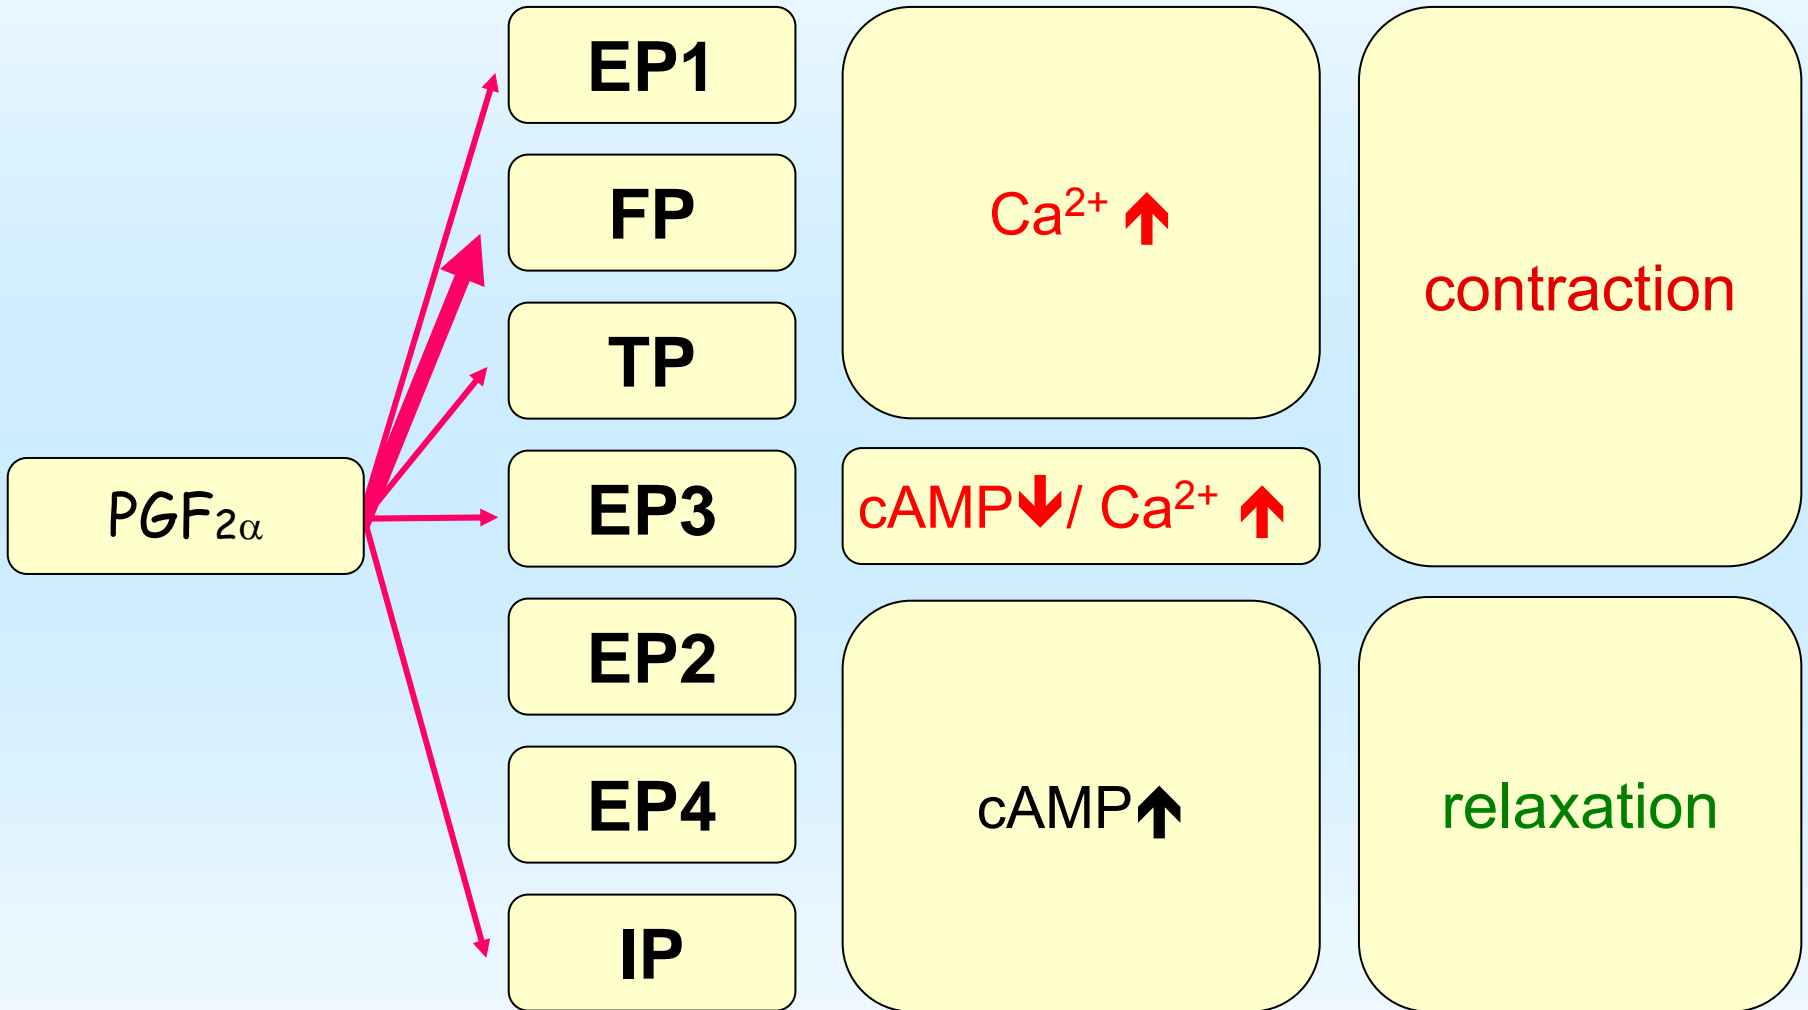 EP1
FP
TP
EP3
EP2
EP4
IP
PGF2α
Ca2+ 🡹
cAMP🡻/ Ca2+ 🡹
cAMP🡹
contraction
relaxation